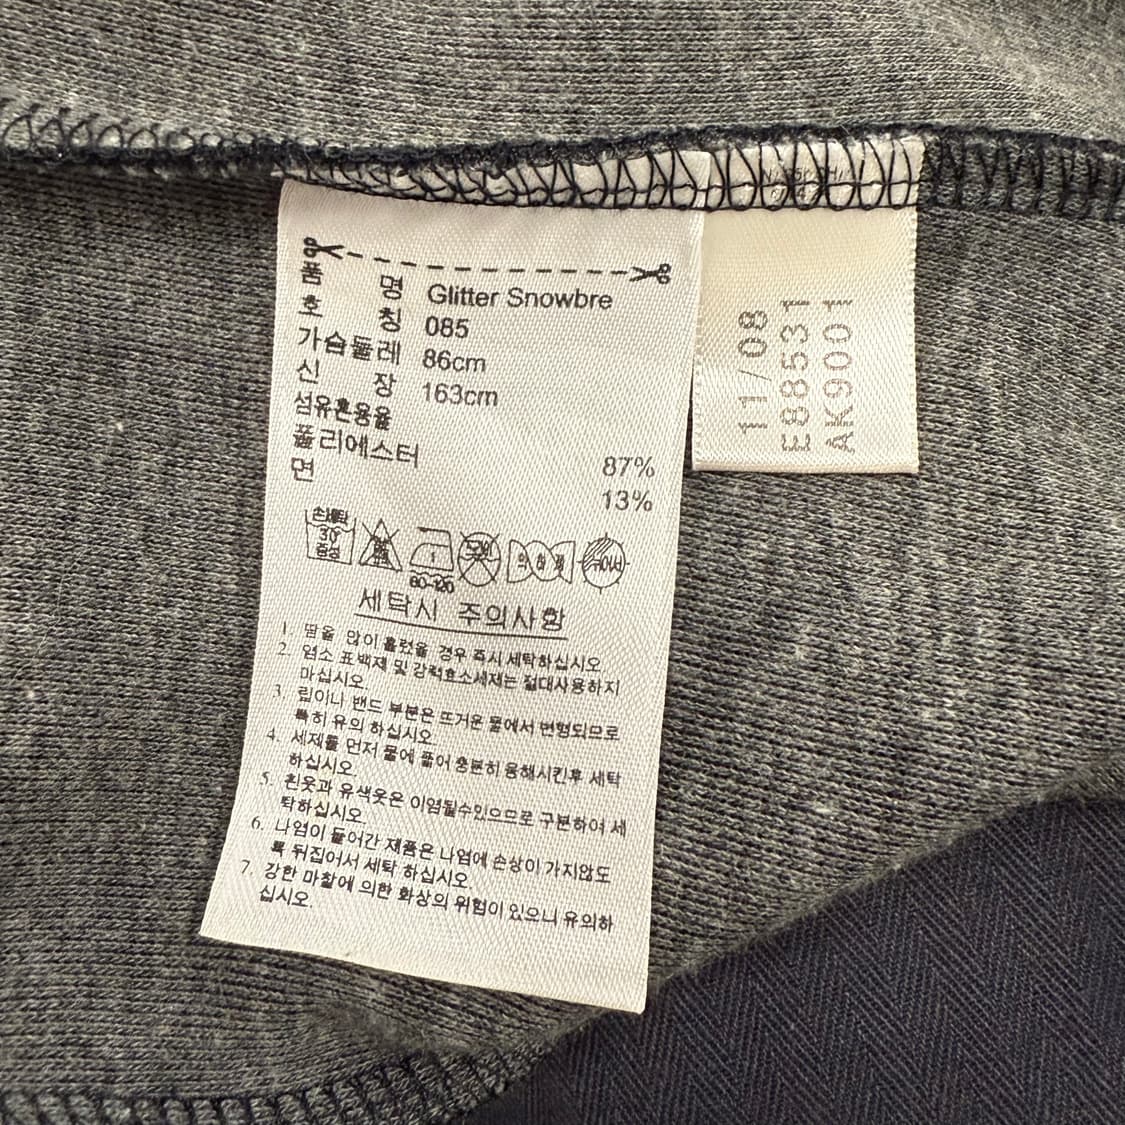 품 명 Glitter Snowbre
호 칭 085
가슴둘레 86cm
신 장 163cm
섬유혼용율
폴리에스터 87%
면 13%
손세탁
30°
중성
80~120
세탁시 주의사항
1. 땀을 많이 흘렸을 경우 즉시 세탁하십시오.
2. 염소 표백제 및 강력효소세제는 절대사용하지
마십시오.
3. 립이나 밴드 부분은 뜨거운 물에서 변형되므로
특히 유의 하십시오.
4. 세제를 먼저 물에 풀어 충분히 용해시킨후 세탁
하십시오.
5. 흰옷과 유색옷은 이염될수있으므로 구분하여 세
탁하십시오.
6. 나염이 들어간 제품은 나염에 손상이 가지않도
록 뒤집어서 세탁 하십시오.
7. 강한 마찰에 의한 화상의 위험이 있으니 유의하
십시오.
11/08
E88531
AK9001